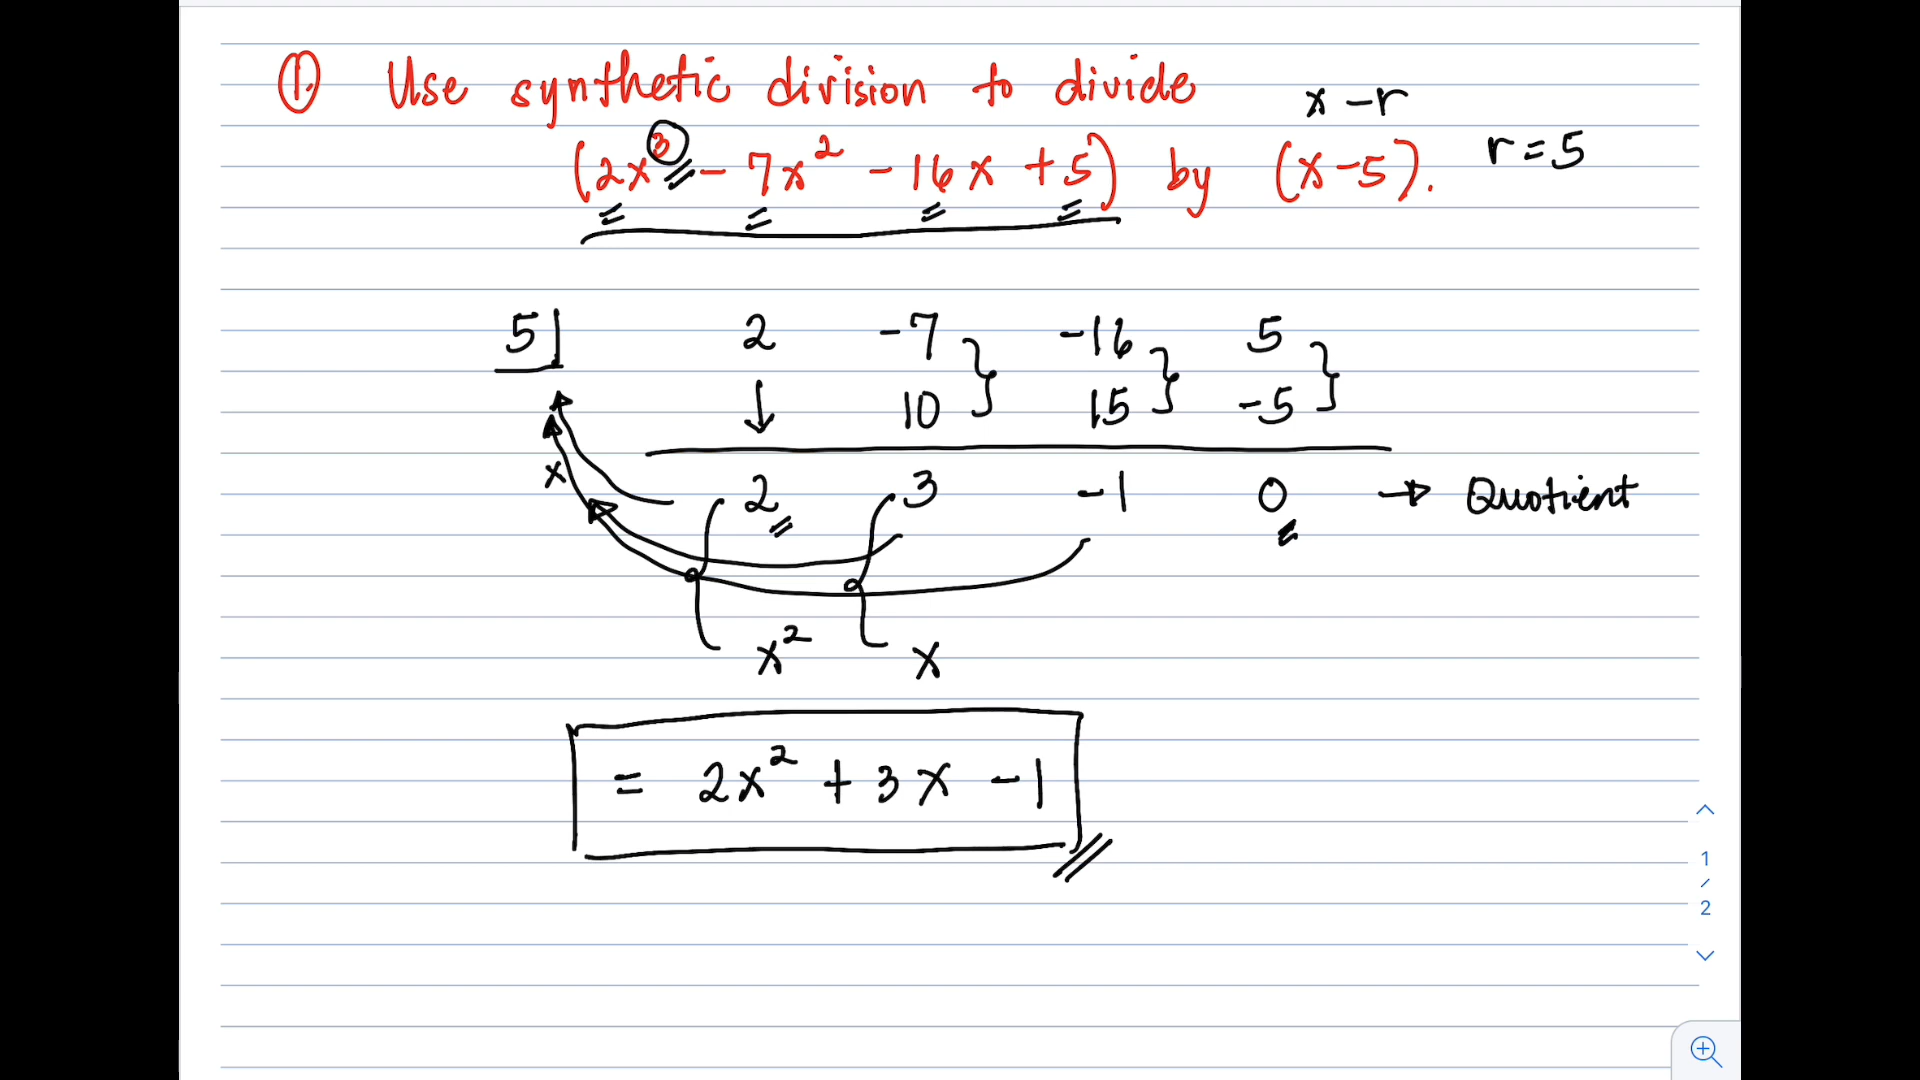 ① Use synthetic division to divide
x - r
(2x³ - 7x² - 16x + 5) by (x-5).
r = 5
5| 2 -7 -16 5
↓ 10 15 -5
x
2 3 -1 0 → Quotient
x² x
= 2x² + 3x - 1
1
/
2